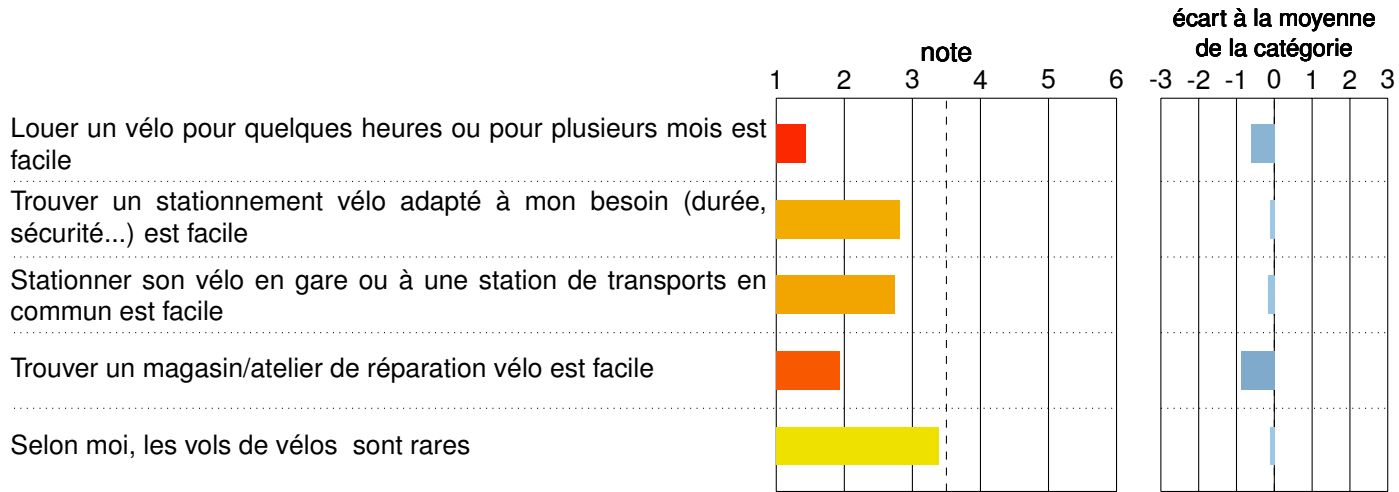 écart à la moyenne
de la catégorie
note
1 2 3 4 5 6
-3 -2 -1 0 1 2 3
Louer un vélo pour quelques heures ou pour plusieurs mois est
facile
Trouver un stationnement vélo adapté à mon besoin (durée,
sécurité...) est facile
Stationner son vélo en gare ou à une station de transports en
commun est facile
Trouver un magasin/atelier de réparation vélo est facile
Selon moi, les vols de vélos sont rares